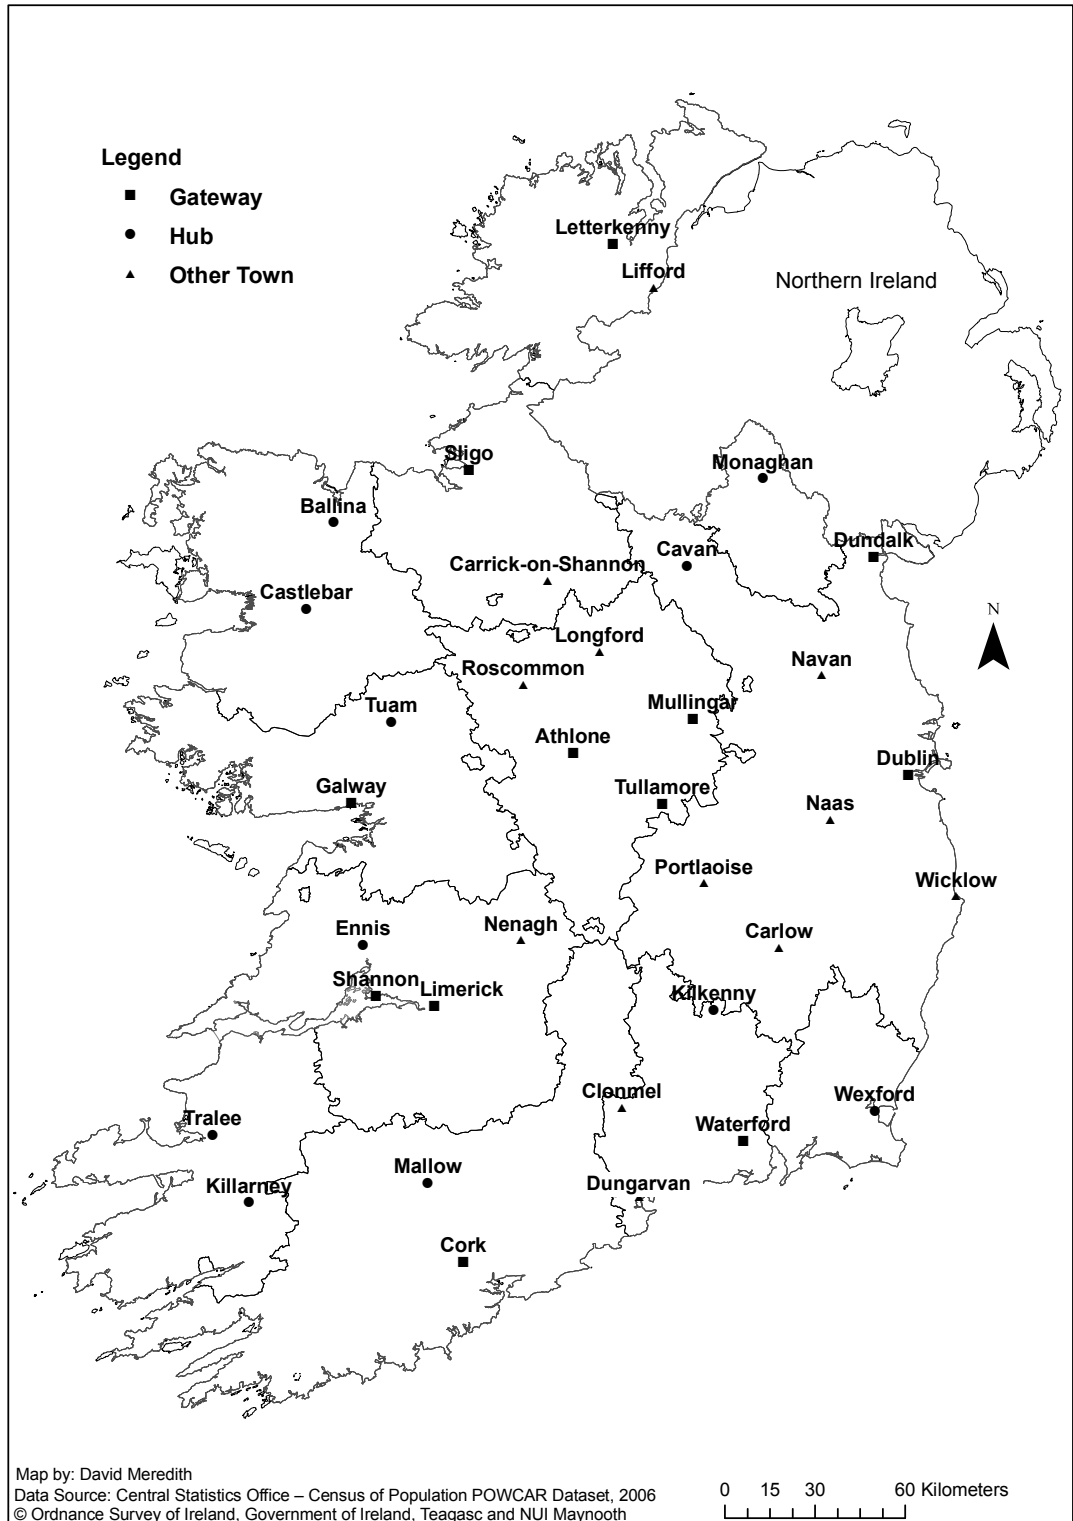 Legend
Gateway
Hub
Other Town
Letterkenny
Lifford
Northern Ireland
Sligo
Monaghan
Ballina
Dundalk
Cavan
Carrick-on-Shannon
Castlebar
N
Longford
Navan
Roscommon
Mullingar
Tuam
Athlone
Dublin
Galway
Tullamore
Naas
Portlaoise
Wicklow
Ennis
Nenagh
Carlow
Shannon
Limerick
Kilkenny
Clonmel
Wexford
Tralee
Waterford
Mallow
Killarney
Dungarvan
Cork
Map by: David Meredith
Data Source: Central Statistics Office – Census of Population POWCAR Dataset, 2006
© Ordnance Survey of Ireland, Government of Ireland, Teagasc and NUI Maynooth
0 15 30 60 Kilometers